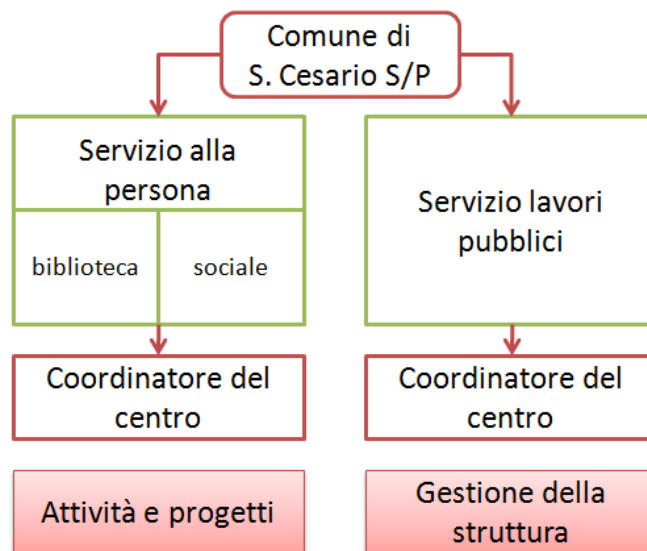 Comune di
S. Cesario S/P
Servizio alla
persona
biblioteca
sociale
Servizio lavori
pubblici
Coordinatore del
centro
Coordinatore del
centro
Attività e progetti
Gestione della
struttura